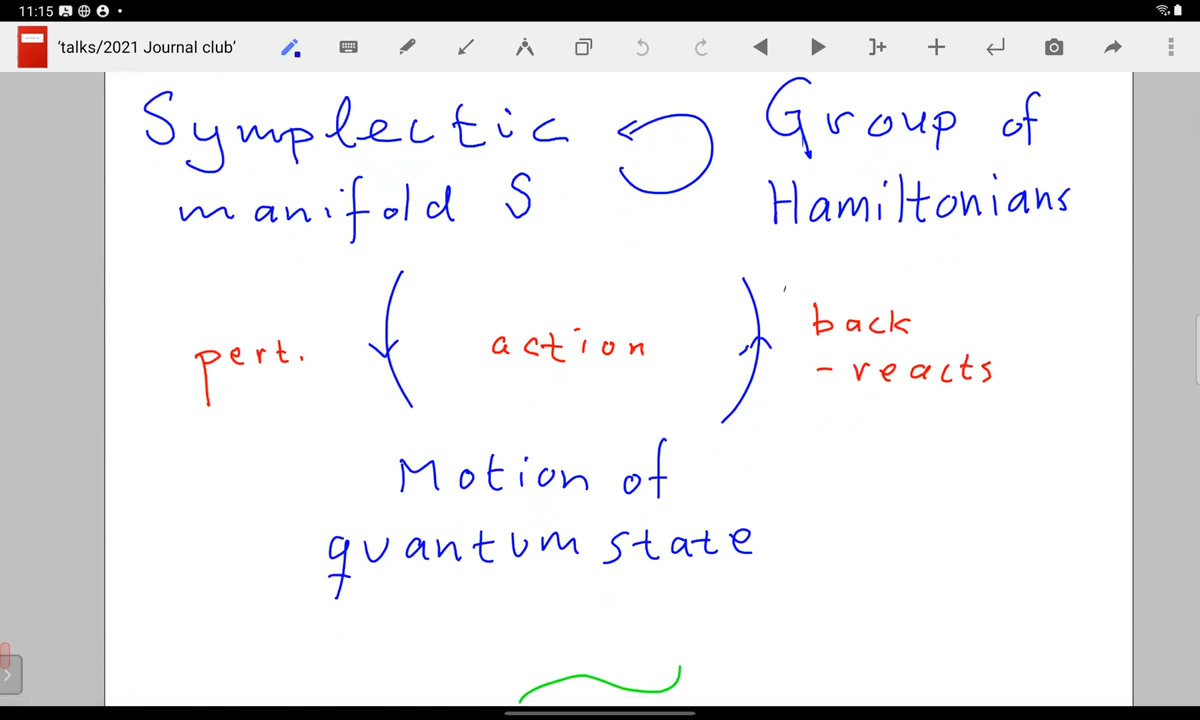 11:15
'talks/2021 Journal club'
Symplectic
manifold S
Group of
Hamiltonians
pert.
action
back
- reacts
Motion of
quantum state